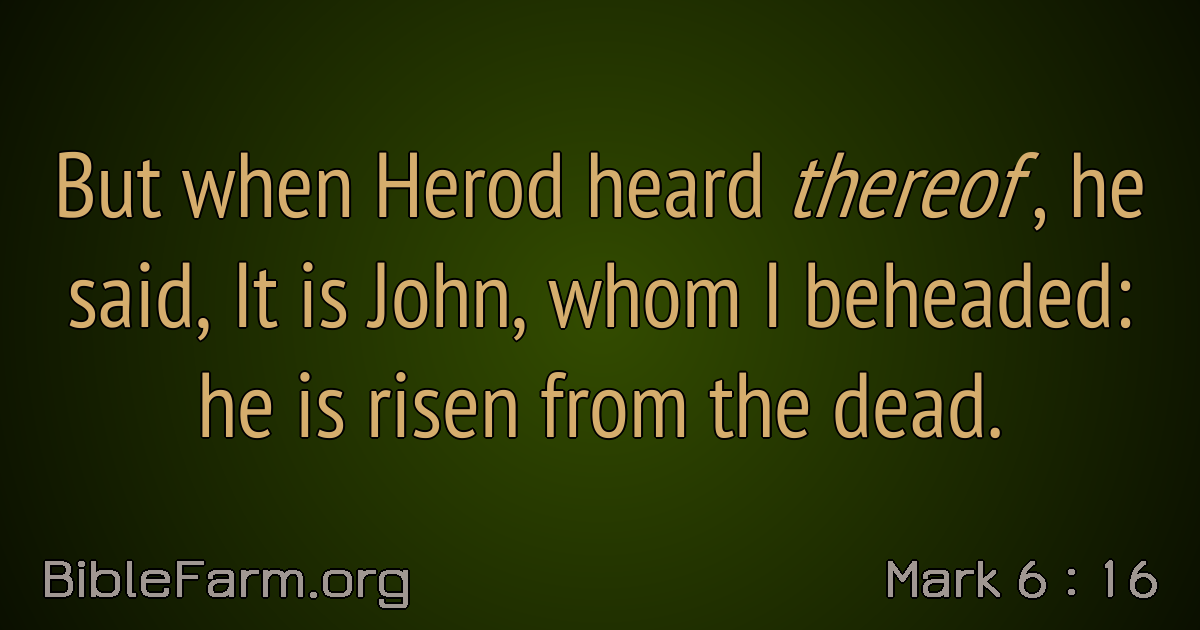 But when Herod heard thereof, he
said, It is John, whom I beheaded:
he is risen from the dead.
BibleFarm.org
Mark 6 : 16